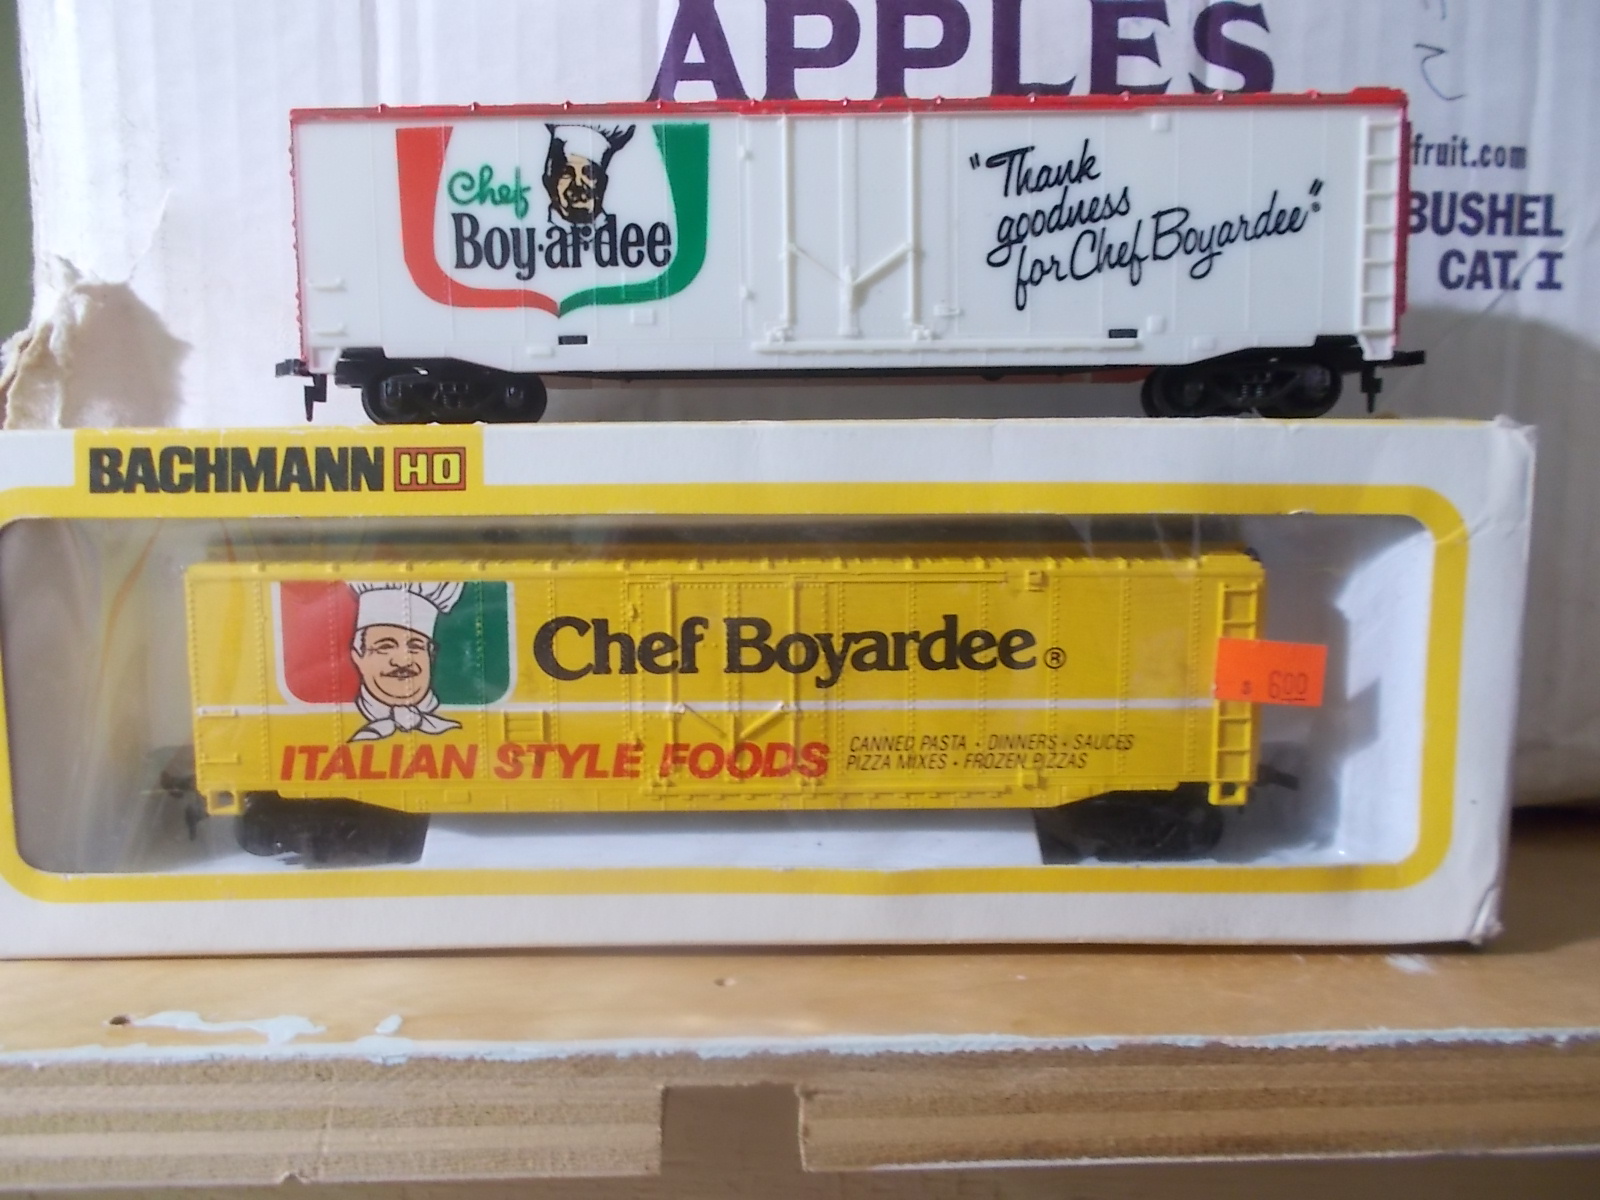 APPLES
fruit.com
BUSHEL
CAT. I
Chef
Boy-ar-dee
"Thank
goodness
for Chef Boyardee"
BACHMANN HO
Chef Boyardee®
ITALIAN STYLE FOODS
CANNED PASTA • DINNERS • SAUCES
PIZZA MIXES • FROZEN PIZZAS
$ 6.00